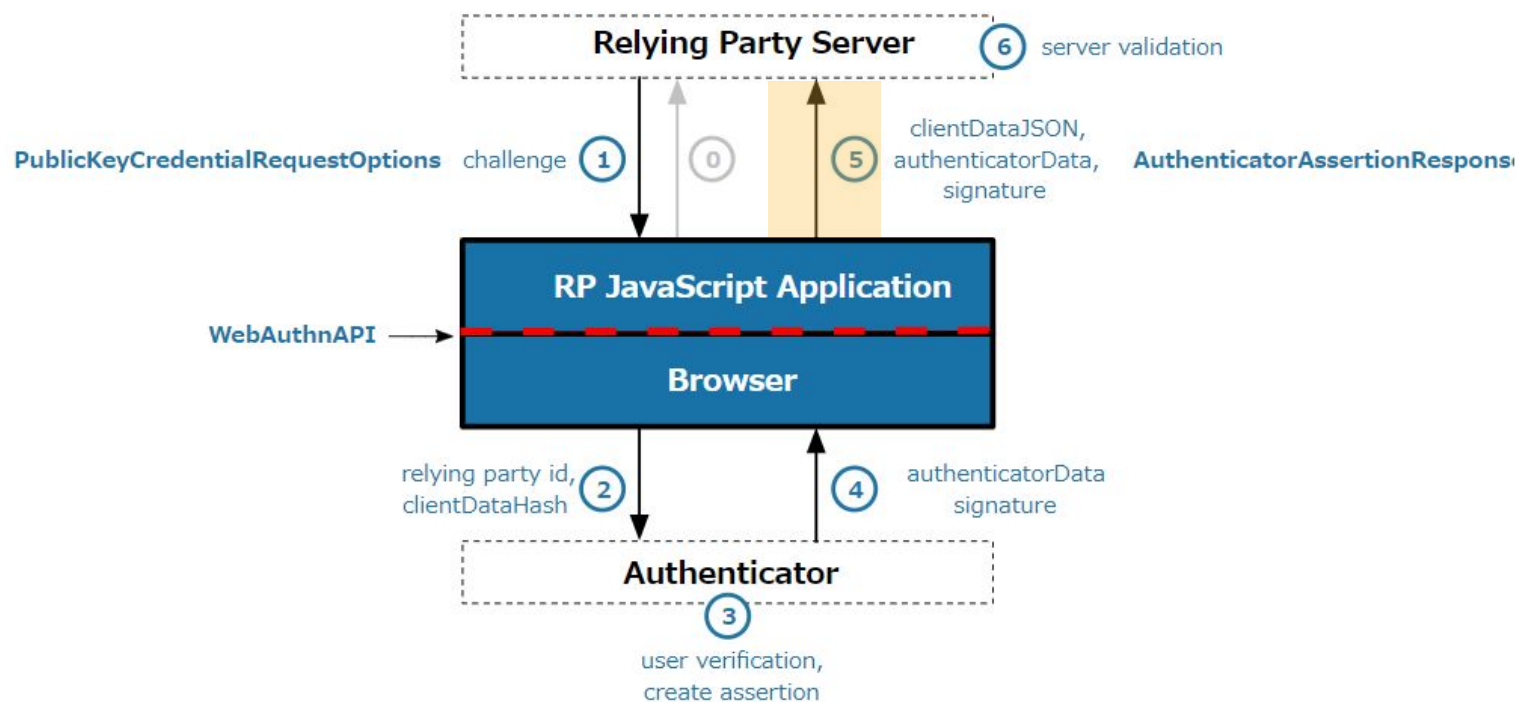 Relying Party Server
6 server validation
PublicKeyCredentialRequestOptions challenge 1
0
5
clientDataJSON,
authenticatorData,
signature
AuthenticatorAssertionResponse
RP JavaScript Application
WebAuthnAPI
Browser
relying party id,
clientDataHash
2
4
authenticatorData
signature
Authenticator
3
user verification,
create assertion